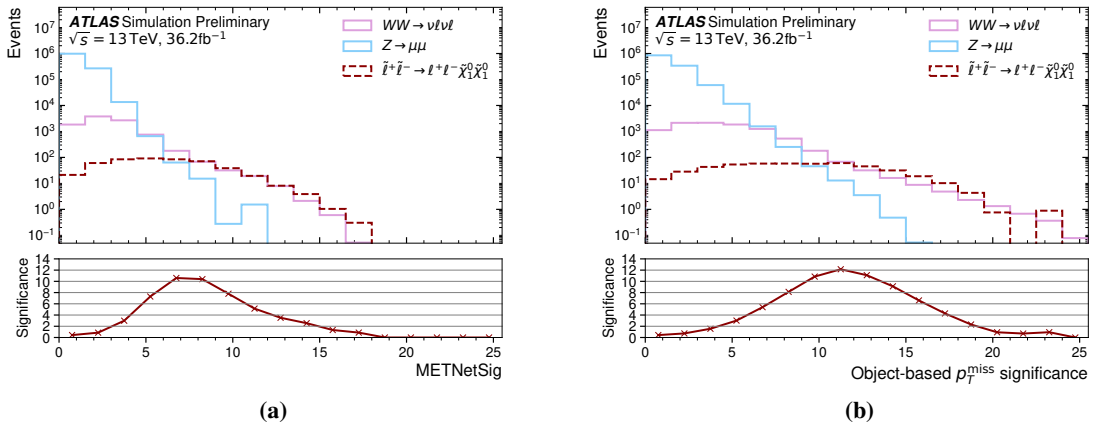 ATLAS Simulation Preliminary
√s = 13 TeV, 36.2fb⁻¹
WW → νℓνℓ
Z → μμ
ℓ̃⁺ℓ̃⁻ → ℓ⁺ℓ⁻χ̃₁⁰χ̃₁⁰
Events
10⁷
10⁶
10⁵
10⁴
10³
10²
10¹
10⁰
10⁻¹
Significance
14
12
10
8
6
4
2
0
0 5 10 15 20 25
METNetSig
(a)
ATLAS Simulation Preliminary
√s = 13 TeV, 36.2fb⁻¹
WW → νℓνℓ
Z → μμ
ℓ̃⁺ℓ̃⁻ → ℓ⁺ℓ⁻χ̃₁⁰χ̃₁⁰
Events
10⁷
10⁶
10⁵
10⁴
10³
10²
10¹
10⁰
10⁻¹
Significance
14
12
10
8
6
4
2
0
0 5 10 15 20 25
Object-based p_T^miss significance
(b)